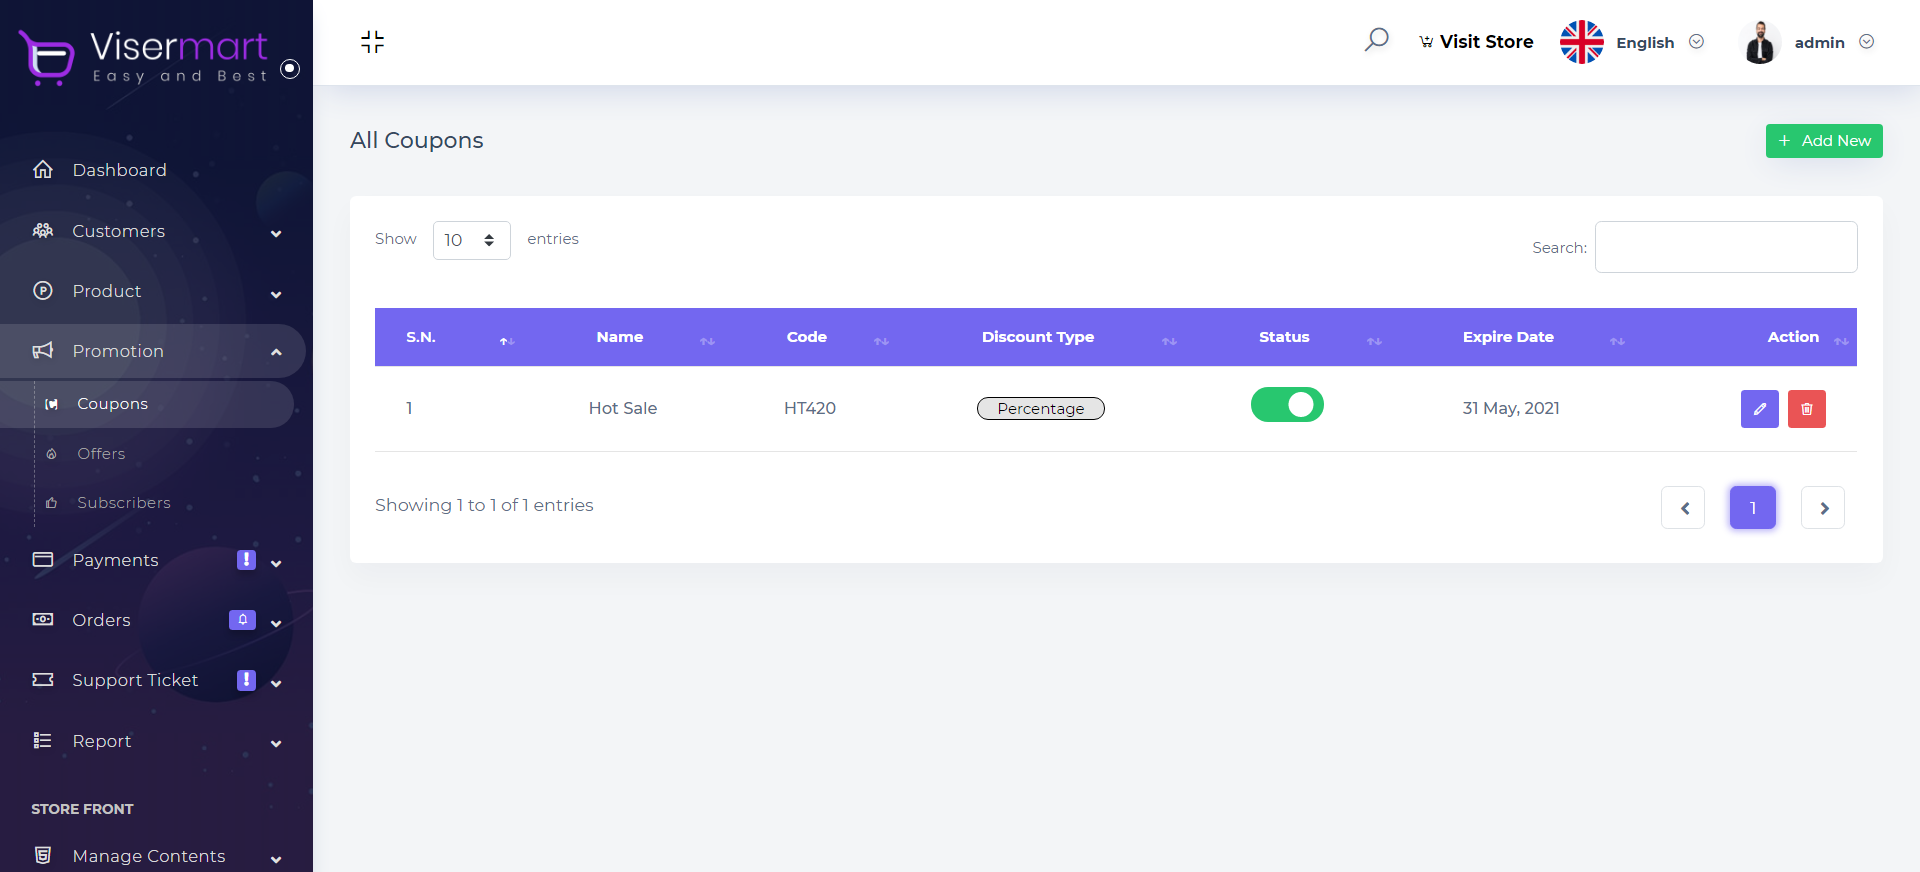 Visermart
Easy and Best
Visit Store
English
admin
Dashboard
Customers
Product
Promotion
Coupons
Offers
Subscribers
Payments
!
Orders
Support Ticket
!
Report
STORE FRONT
Manage Contents
All Coupons
+ Add New
Show 10 entries
Search:
S.N. Name Code Discount Type Status Expire Date Action
1 Hot Sale HT420 Percentage 31 May, 2021
Showing 1 to 1 of 1 entries
1